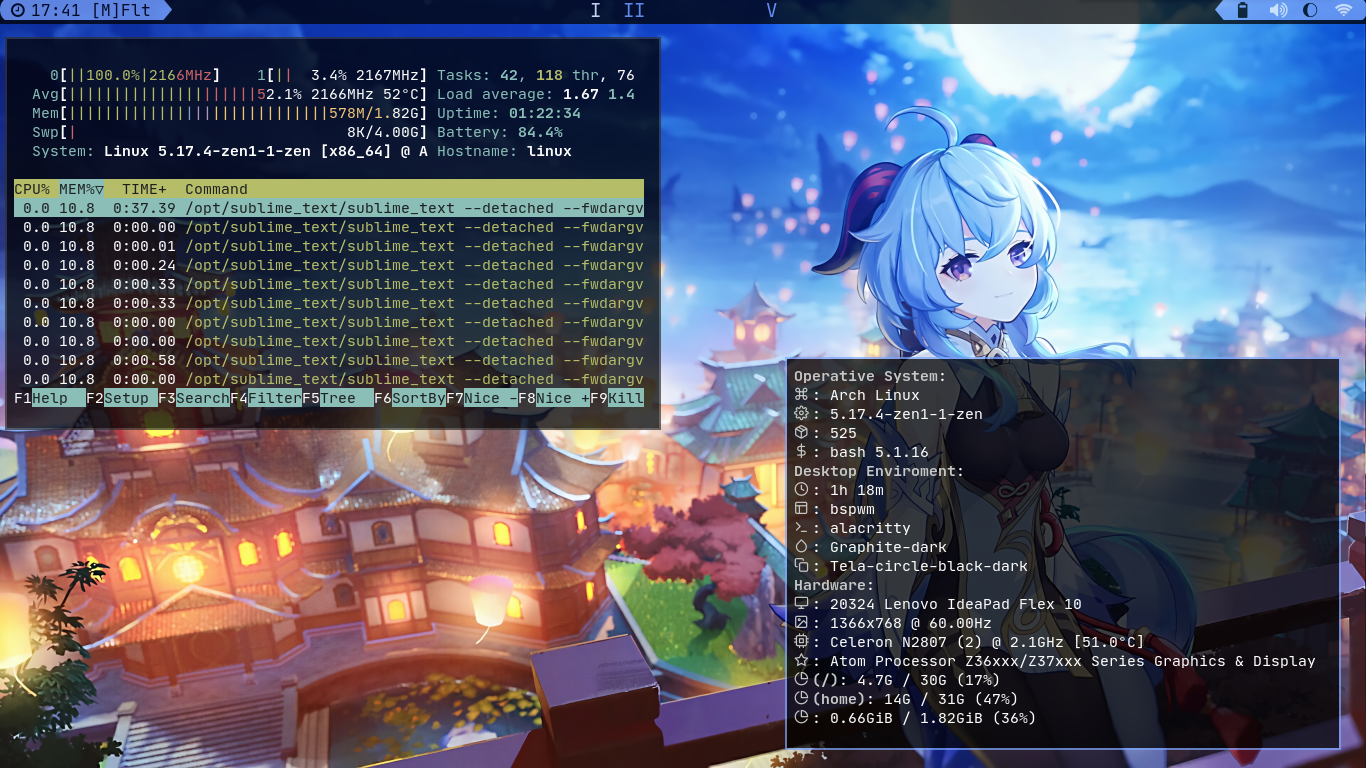 17:41 [M]Flt
I II V
0[||100.0%|2166MHz] 1[|| 3.4% 2167MHz] Tasks: 42, 118 thr, 76
Avg[|||||||||||||||||||||52.1% 2166MHz 52°C] Load average: 1.67 1.4
Mem[|||||||||||||||||||||||||||||578M/1.82G] Uptime: 01:22:34
Swp[| 8K/4.00G] Battery: 84.4%
System: Linux 5.17.4-zen1-1-zen [x86_64] @ A Hostname: linux
CPU% MEM%▽ TIME+ Command
0.0 10.8 0:37.39 /opt/sublime_text/sublime_text --detached --fwdargv
0.0 10.8 0:00.00 /opt/sublime_text/sublime_text --detached --fwdargv
0.0 10.8 0:00.01 /opt/sublime_text/sublime_text --detached --fwdargv
0.0 10.8 0:00.24 /opt/sublime_text/sublime_text --detached --fwdargv
0.0 10.8 0:00.33 /opt/sublime_text/sublime_text --detached --fwdargv
0.0 10.8 0:00.33 /opt/sublime_text/sublime_text --detached --fwdargv
0.0 10.8 0:00.00 /opt/sublime_text/sublime_text --detached --fwdargv
0.0 10.8 0:00.00 /opt/sublime_text/sublime_text --detached --fwdargv
0.0 10.8 0:00.58 /opt/sublime_text/sublime_text --detached --fwdargv
0.0 10.8 0:00.00 /opt/sublime_text/sublime_text --detached --fwdargv
F1Help F2Setup F3SearchF4FilterF5Tree F6SortByF7Nice -F8Nice +F9Kill
Operative System:
⌘ : Arch Linux
: 5.17.4-zen1-1-zen
: 525
$ : bash 5.1.16
Desktop Enviroment:
: 1h 18m
: bspwm
: alacritty
: Graphite-dark
: Tela-circle-black-dark
Hardware:
: 20324 Lenovo IdeaPad Flex 10
: 1366x768 @ 60.00Hz
: Celeron N2807 (2) @ 2.1GHz [51.0°C]
: Atom Processor Z36xxx/Z37xxx Series Graphics & Display
(/): 4.7G / 30G (17%)
(home): 14G / 31G (47%)
: 0.66GiB / 1.82GiB (36%)